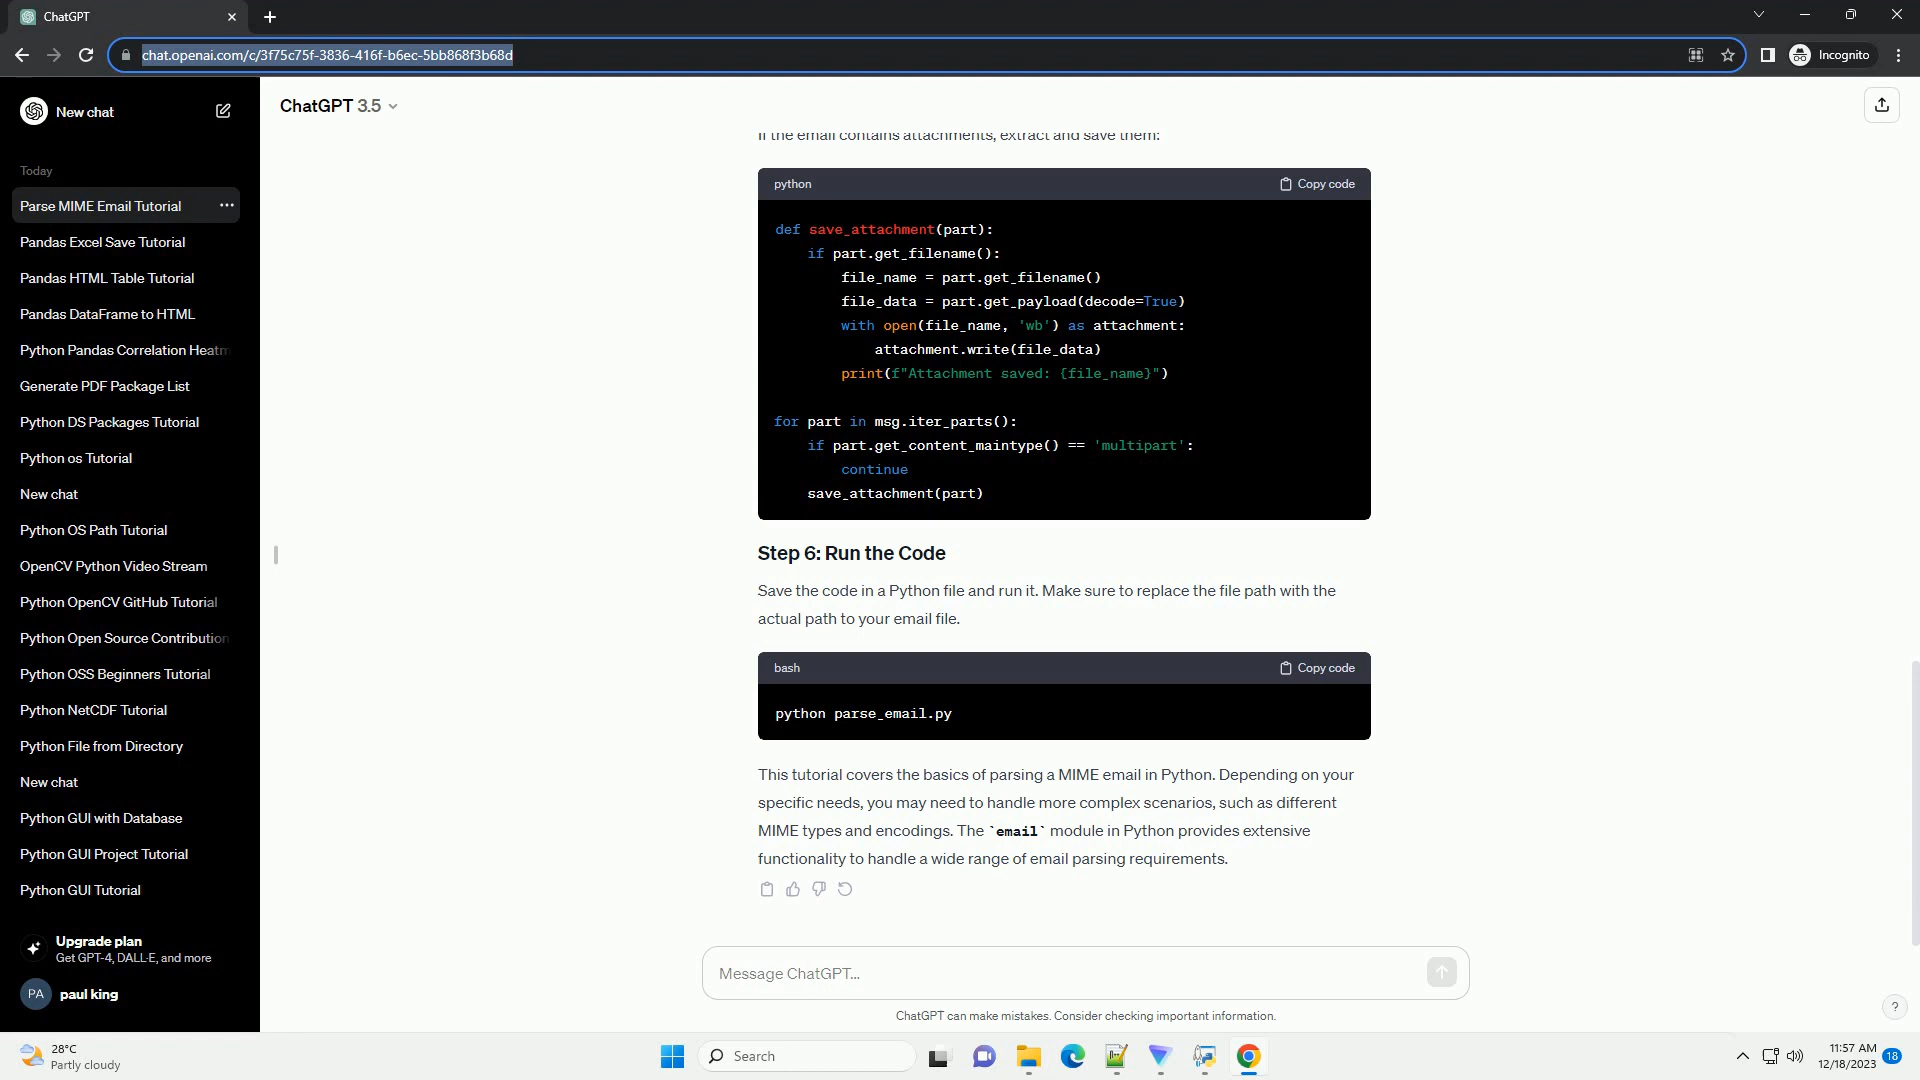 ChatGPT
chat.openai.com/c/3f75c75f-3836-416f-b6ec-5bb868f3b68d
Incognito
New chat
Today
Parse MIME Email Tutorial
Pandas Excel Save Tutorial
Pandas HTML Table Tutorial
Pandas DataFrame to HTML
Python Pandas Correlation Heatm
Generate PDF Package List
Python DS Packages Tutorial
Python os Tutorial
New chat
Python OS Path Tutorial
OpenCV Python Video Stream
Python OpenCV GitHub Tutorial
Python Open Source Contribution
Python OSS Beginners Tutorial
Python NetCDF Tutorial
Python File from Directory
New chat
Python GUI with Database
Python GUI Project Tutorial
Python GUI Tutorial
Upgrade plan
Get GPT-4, DALL·E, and more
PA paul king
ChatGPT 3.5
If the email contains attachments, extract and save them:
python Copy code
def save_attachment(part):
    if part.get_filename():
        file_name = part.get_filename()
        file_data = part.get_payload(decode=True)
        with open(file_name, 'wb') as attachment:
            attachment.write(file_data)
        print(f"Attachment saved: {file_name}")
for part in msg.iter_parts():
    if part.get_content_maintype() == 'multipart':
        continue
    save_attachment(part)
Step 6: Run the Code
Save the code in a Python file and run it. Make sure to replace the file path with the
actual path to your email file.
bash Copy code
python parse_email.py
This tutorial covers the basics of parsing a MIME email in Python. Depending on your
specific needs, you may need to handle more complex scenarios, such as different
MIME types and encodings. The `email` module in Python provides extensive
functionality to handle a wide range of email parsing requirements.
Message ChatGPT...
ChatGPT can make mistakes. Consider checking important information.
?
28°C
Partly cloudy
Search
11:57 AM
12/18/2023
18